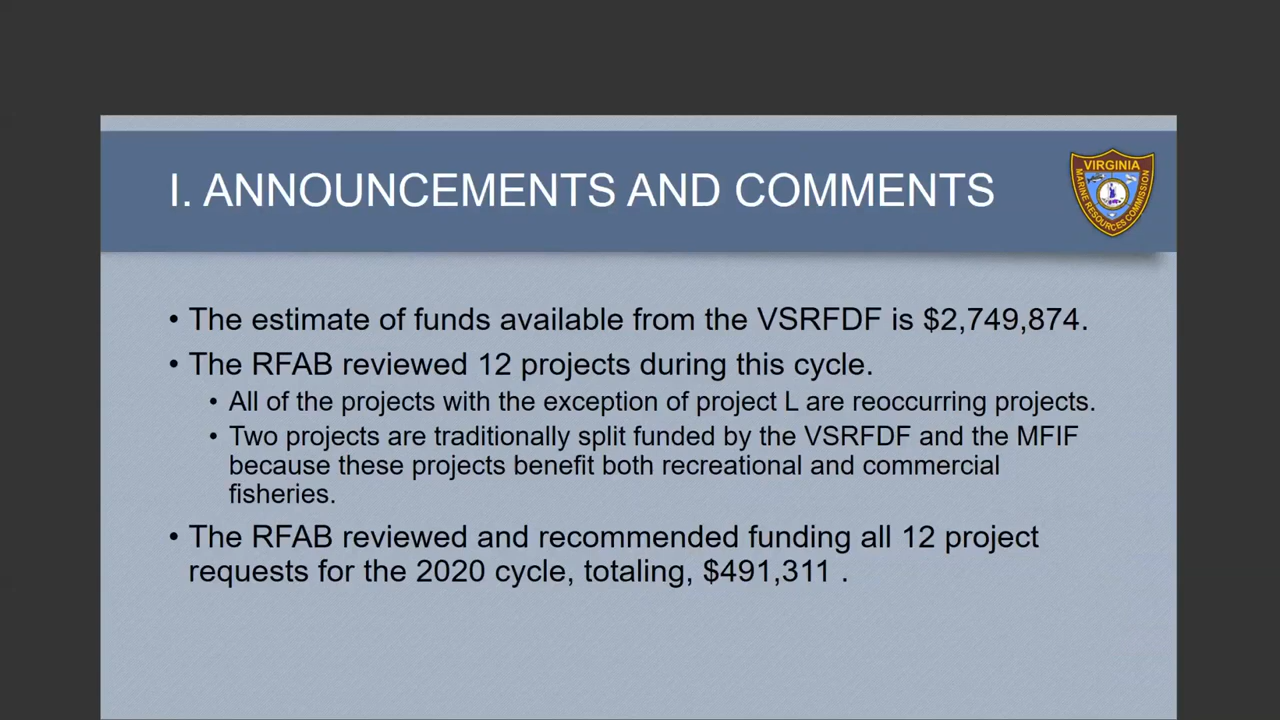 I. ANNOUNCEMENTS AND COMMENTS
VIRGINIA
MARINE RESOURCES COMMISSION
• The estimate of funds available from the VSRFDF is $2,749,874.
• The RFAB reviewed 12 projects during this cycle.
• All of the projects with the exception of project L are reoccurring projects.
• Two projects are traditionally split funded by the VSRFDF and the MFIF
because these projects benefit both recreational and commercial
fisheries.
• The RFAB reviewed and recommended funding all 12 project
requests for the 2020 cycle, totaling, $491,311 .